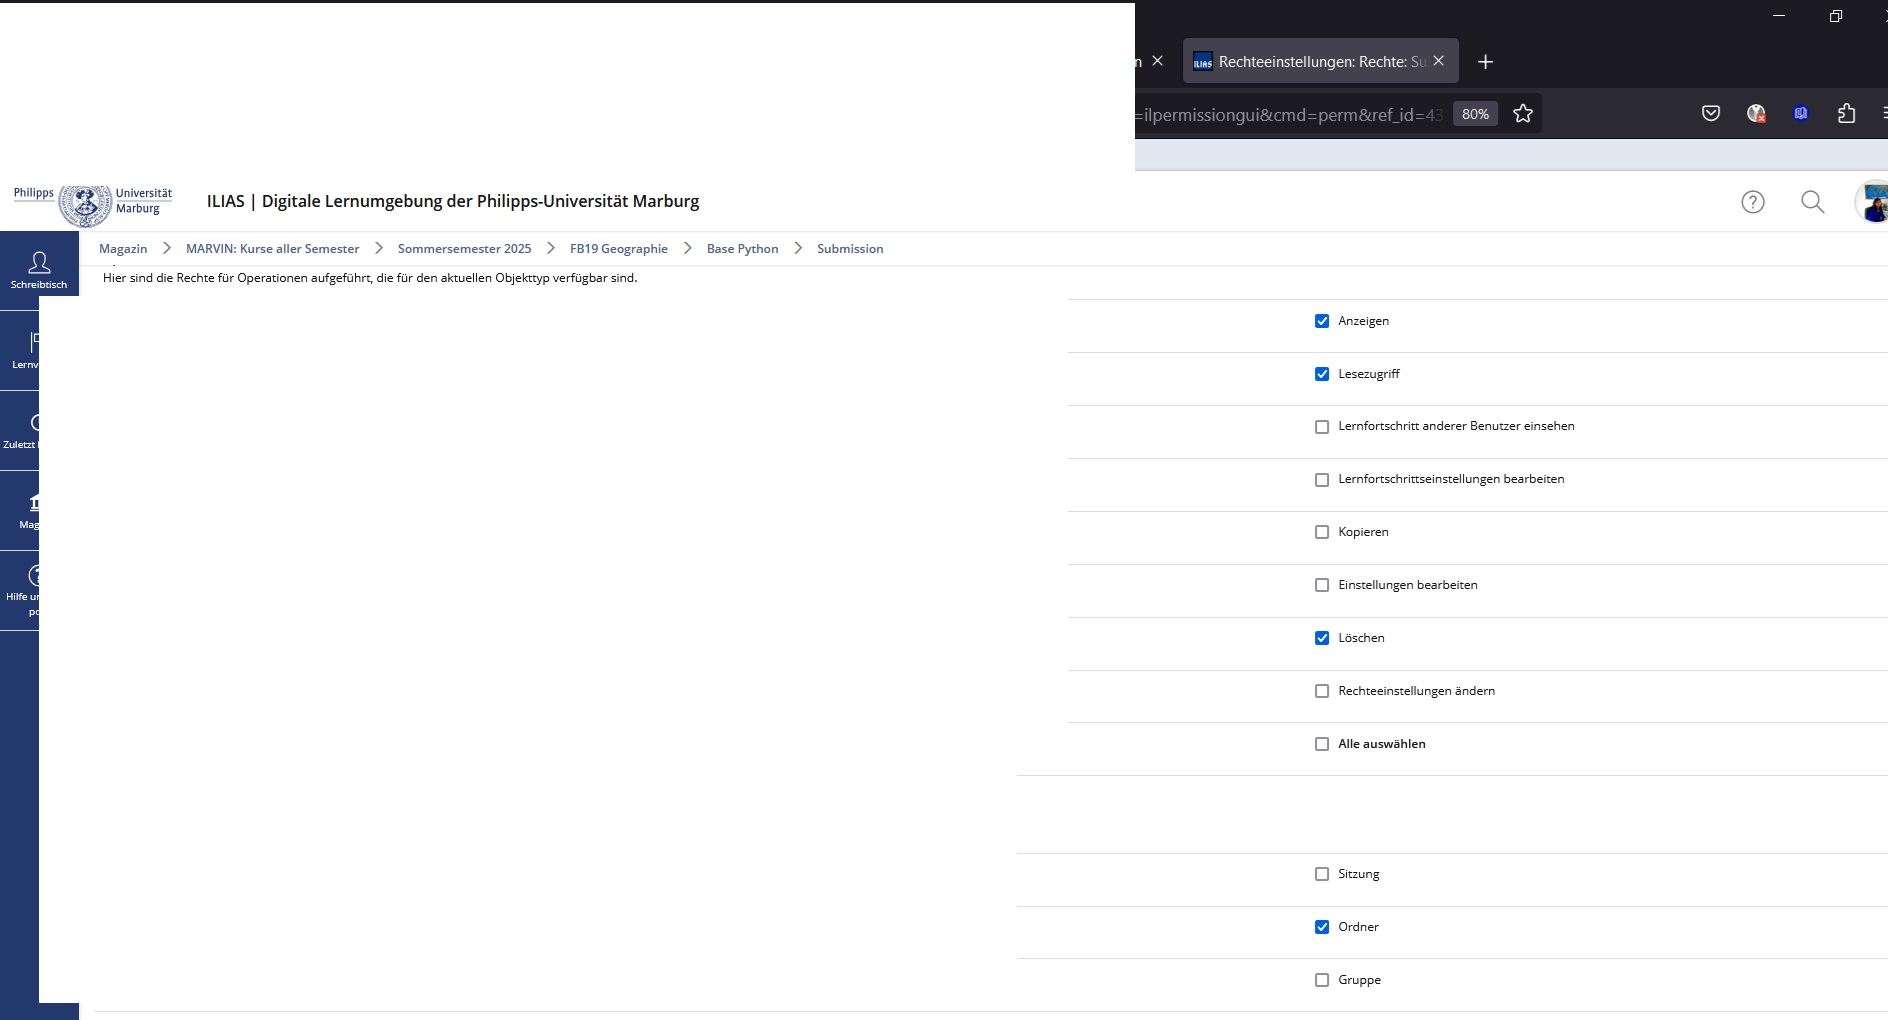 n
ILIAS Rechteeinstellungen: Rechte: Su
=ilpermissiongui&cmd=perm&ref_id=43
80%
Philipps Universität
Marburg
ILIAS | Digitale Lernumgebung der Philipps-Universität Marburg
Magazin > MARVIN: Kurse aller Semester > Sommersemester 2025 > FB19 Geographie > Base Python > Submission
Schreibtisch
Hier sind die Rechte für Operationen aufgeführt, die für den aktuellen Objekttyp verfügbar sind.
Anzeigen
Lernv
Lesezugriff
Lernfortschritt anderer Benutzer einsehen
Zuletzt
Lernfortschrittseinstellungen bearbeiten
Mag
Kopieren
Einstellungen bearbeiten
Hilfe ur
po
Löschen
Rechteeinstellungen ändern
Alle auswählen
Sitzung
Ordner
Gruppe